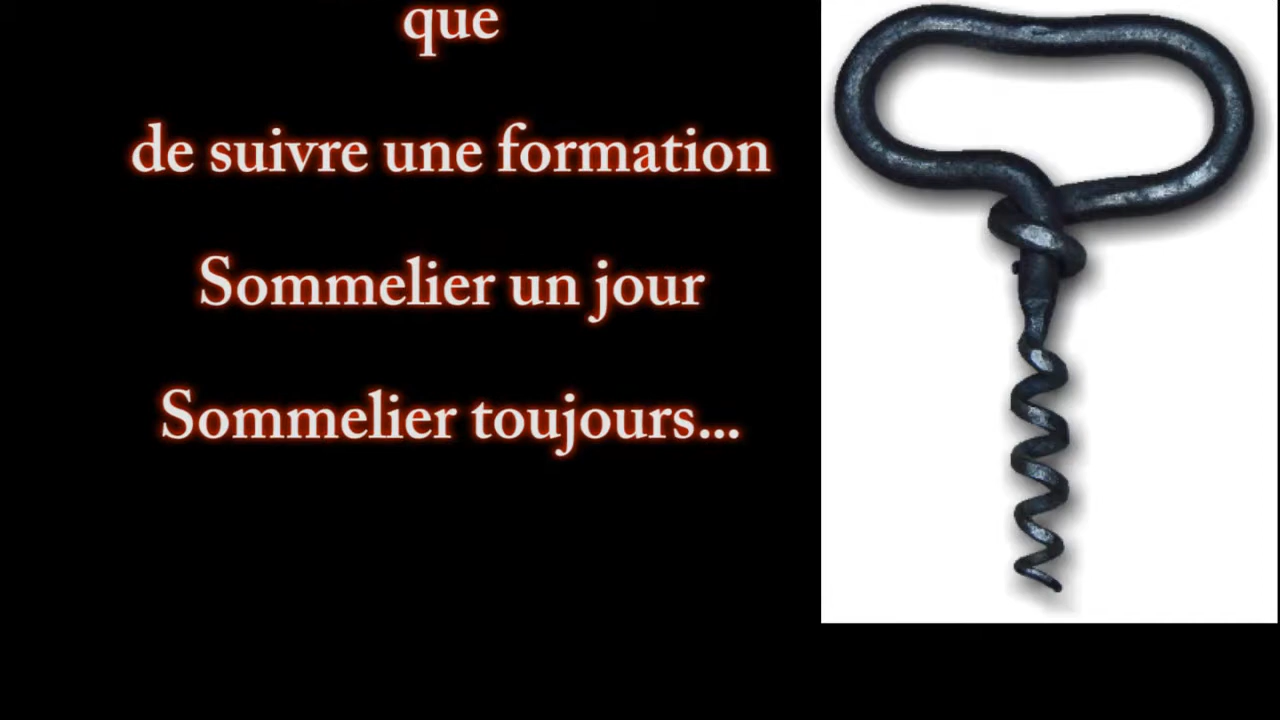 que
de suivre une formation
Sommelier un jour
Sommelier toujours...